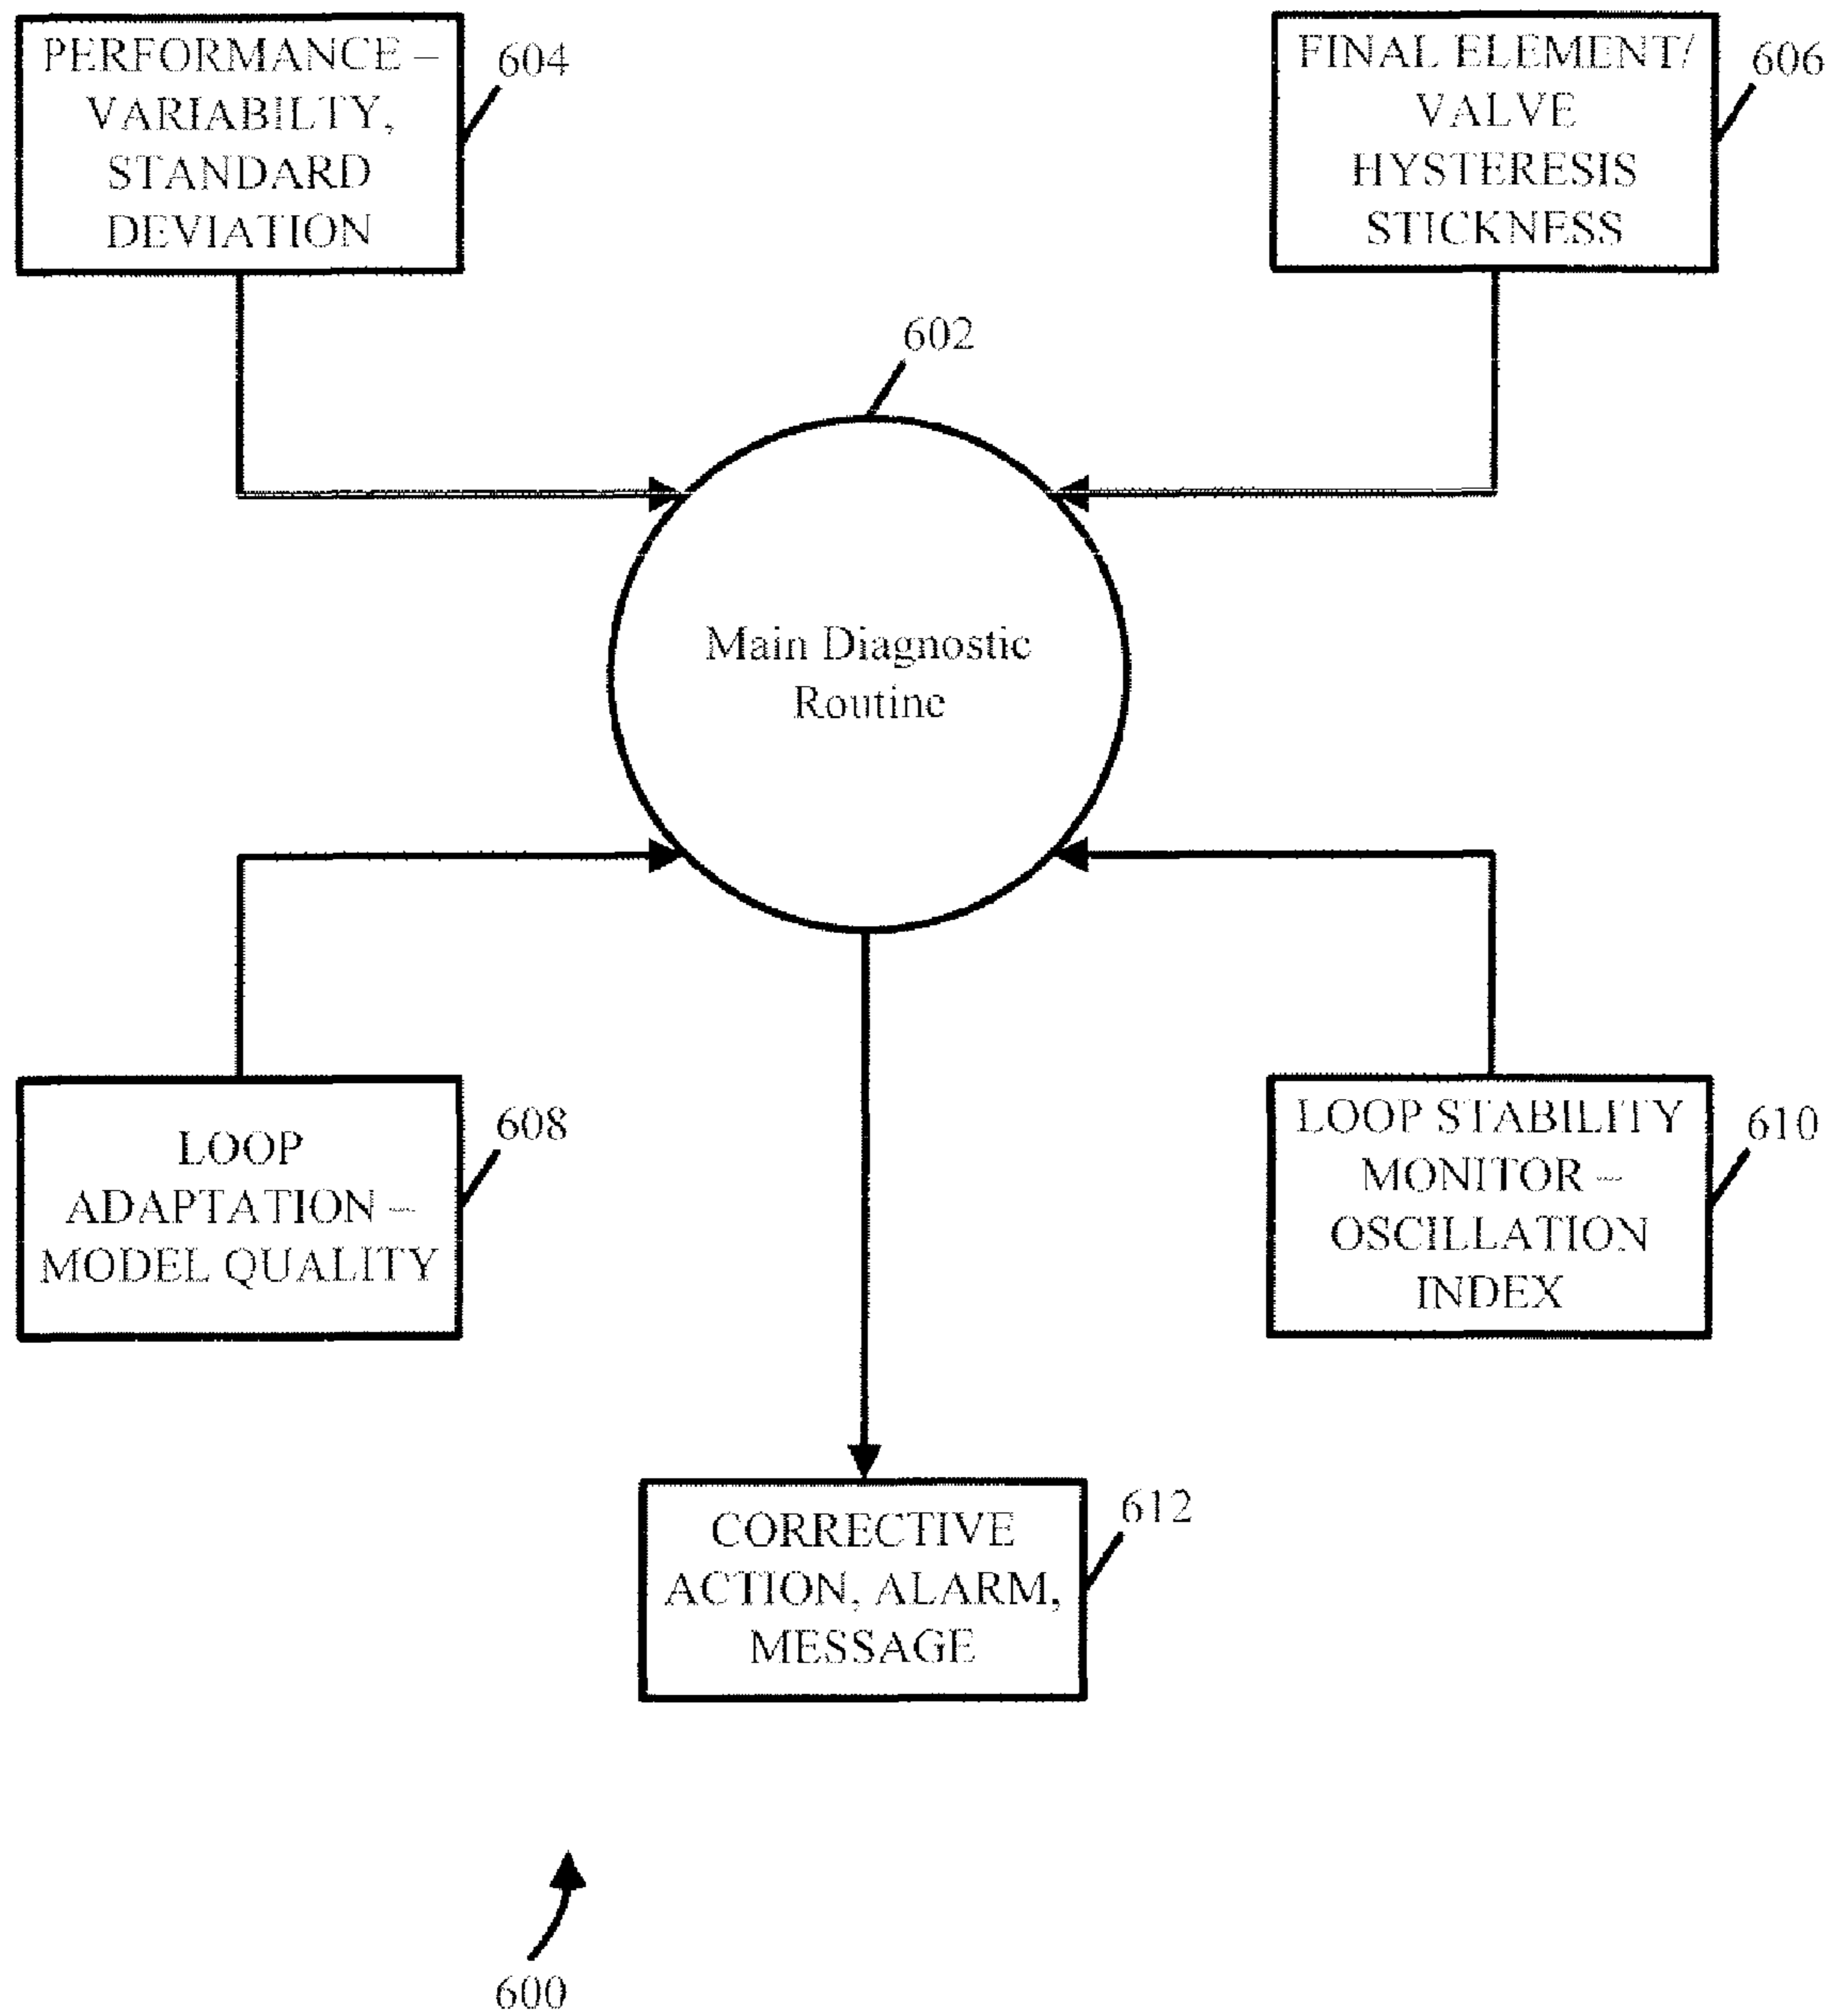 PERFORMANCE –
VARIABILTY,
STANDARD
DEVIATION
604
FINAL ELEMENT/
VALVE
HYSTERESIS
STICKNESS
606
602
Main Diagnostic
Routine
LOOP
ADAPTATION –
MODEL QUALITY
608
LOOP STABILITY
MONITOR –
OSCILLATION
INDEX
610
CORRECTIVE
ACTION, ALARM,
MESSAGE
612
600